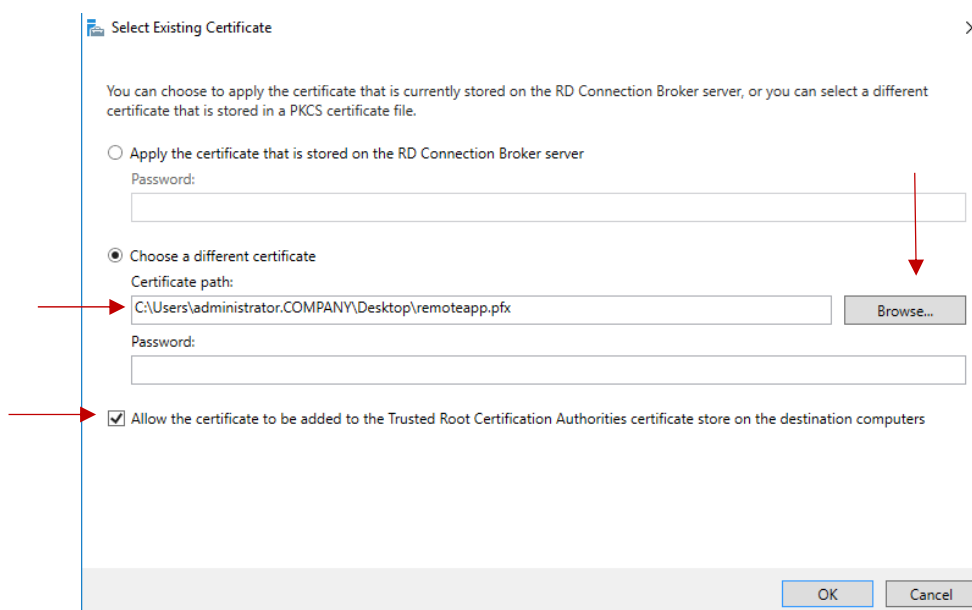 Select Existing Certificate
You can choose to apply the certificate that is currently stored on the RD Connection Broker server, or you can select a different
certificate that is stored in a PKCS certificate file.
Apply the certificate that is stored on the RD Connection Broker server
Password:
Choose a different certificate
Certificate path:
C:\Users\administrator.COMPANY\Desktop\remoteapp.pfx
Browse...
Password:
Allow the certificate to be added to the Trusted Root Certification Authorities certificate store on the destination computers
OK
Cancel